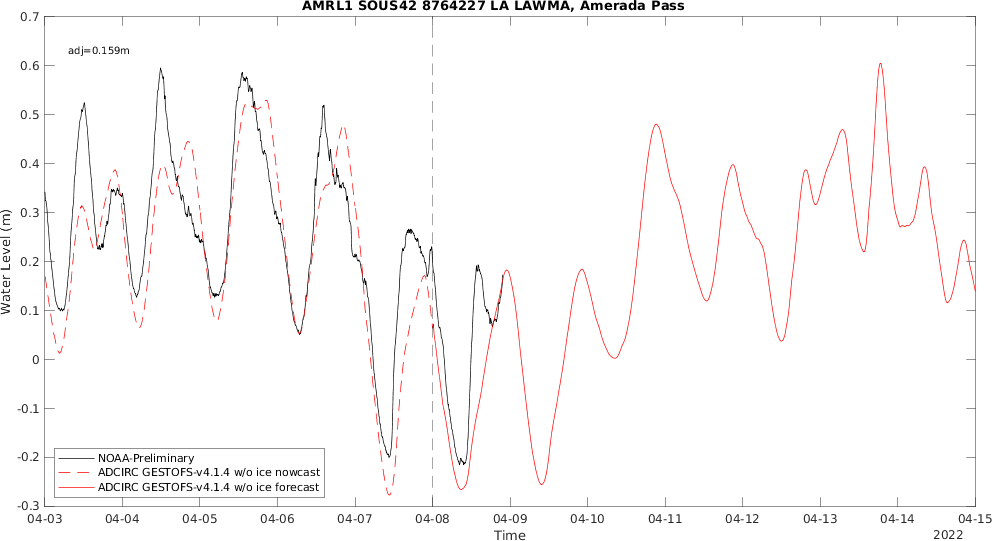 AMRL1 SOUS42 8764227 LA LAWMA, Amerada Pass
adj=0.159m
Water Level (m)
0.7
0.6
0.5
0.4
0.3
0.2
0.1
0
-0.1
-0.2
-0.3
NOAA-Preliminary
ADCIRC GESTOFS-v4.1.4 w/o ice nowcast
ADCIRC GESTOFS-v4.1.4 w/o ice forecast
04-03 04-04 04-05 04-06 04-07 04-08 04-09 04-10 04-11 04-12 04-13 04-14 04-15
Time
2022